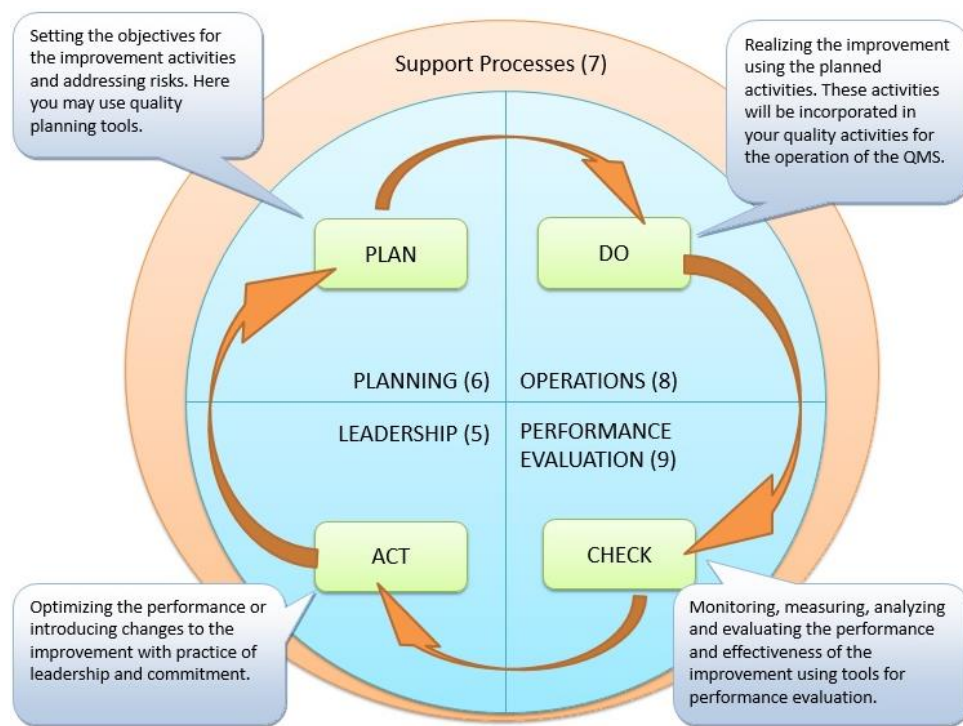 Setting the objectives for
the improvement activities
and addressing risks. Here
you may use quality
planning tools.
Support Processes (7)
Realizing the improvement
using the planned
activities. These activities
will be incorporated in
your quality activities for
the operation of the QMS.
PLAN
DO
PLANNING (6)
OPERATIONS (8)
LEADERSHIP (5)
PERFORMANCE
EVALUATION (9)
ACT
CHECK
Optimizing the performance or
introducing changes to the
improvement with practice of
leadership and commitment.
Monitoring, measuring, analyzing
and evaluating the performance
and effectiveness of the
improvement using tools for
performance evaluation.